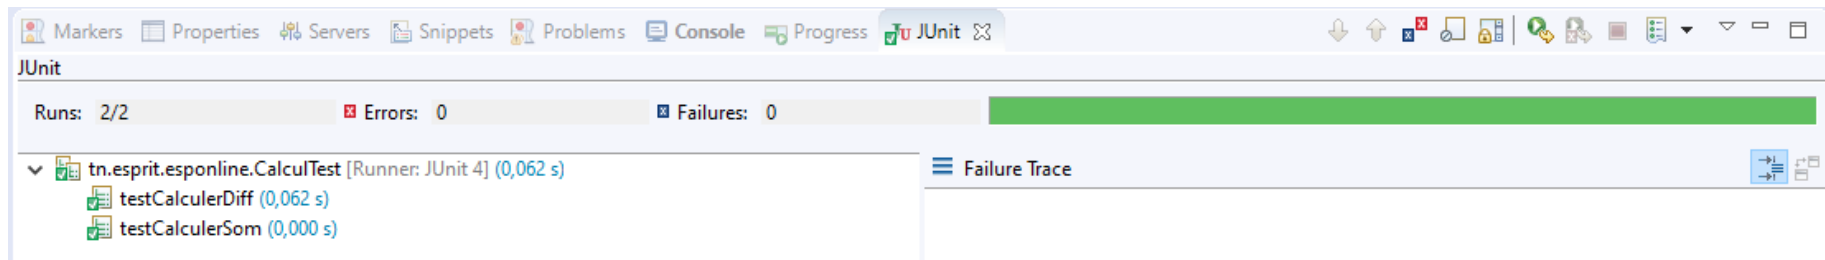 Markers Properties Servers Snippets Problems Console Progress JUnit
JUnit
Runs: 2/2 Errors: 0 Failures: 0
tn.esprit.esponline.CalculTest [Runner: JUnit 4] (0,062 s)
Failure Trace
testCalculerDiff (0,062 s)
testCalculerSom (0,000 s)